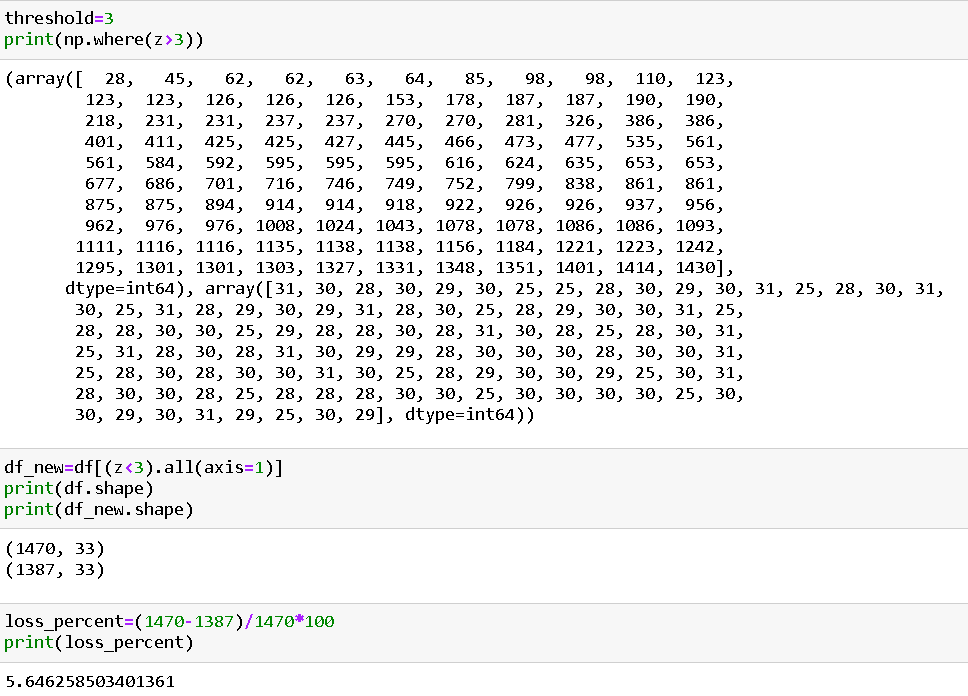 threshold=3
print(np.where(z>3))
(array([  28,   45,   62,   62,   63,   64,   85,   98,   98,  110,  123,
        123,  123,  126,  126,  126,  153,  178,  187,  187,  190,  190,
        218,  231,  231,  237,  237,  270,  270,  281,  326,  386,  386,
        401,  411,  425,  425,  427,  445,  466,  473,  477,  535,  561,
        561,  584,  592,  595,  595,  595,  616,  624,  635,  653,  653,
        677,  686,  701,  716,  746,  749,  752,  799,  838,  861,  861,
        875,  875,  894,  914,  914,  918,  922,  926,  926,  937,  956,
        962,  976,  976, 1008, 1024, 1043, 1078, 1078, 1086, 1086, 1093,
       1111, 1116, 1116, 1135, 1138, 1138, 1156, 1184, 1221, 1223, 1242,
       1295, 1301, 1301, 1303, 1327, 1331, 1348, 1351, 1401, 1414, 1430],
      dtype=int64), array([31, 30, 28, 30, 29, 30, 25, 25, 28, 30, 29, 30, 31, 25, 28, 30, 31,
       30, 25, 31, 28, 29, 30, 29, 31, 28, 30, 25, 28, 29, 30, 30, 31, 25,
       28, 28, 30, 30, 25, 29, 28, 28, 30, 28, 31, 30, 28, 25, 28, 30, 31,
       25, 31, 28, 30, 28, 31, 30, 29, 29, 28, 30, 30, 30, 28, 30, 30, 31,
       25, 28, 30, 28, 30, 30, 31, 30, 25, 28, 29, 30, 30, 29, 25, 30, 31,
       28, 30, 30, 28, 25, 28, 28, 28, 30, 30, 25, 30, 30, 30, 30, 25, 30,
       30, 29, 30, 31, 29, 25, 30, 29], dtype=int64))
df_new=df[(z<3).all(axis=1)]
print(df.shape)
print(df_new.shape)
(1470, 33)
(1387, 33)
loss_percent=(1470-1387)/1470*100
print(loss_percent)
5.646258503401361